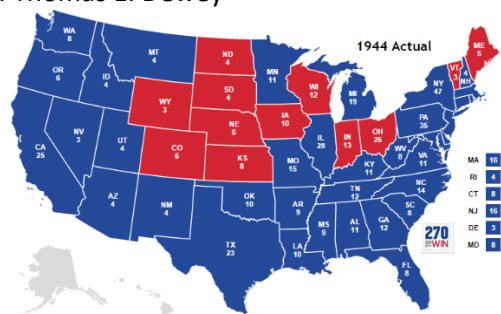 Thomas E. Dewey
1944 Actual
WA 8
OR 6
CA 25
NV 3
ID 4
MT 4
WY 3
UT 4
AZ 4
CO 6
NM 4
ND 4
SD 4
NE 6
KS 8
OK 10
TX 23
MN 11
IA 10
MO 15
AR 9
LA 10
WI 12
IL 28
MI 19
IN 13
OH 25
KY 11
TN 12
MS 9
AL 11
GA 12
FL 8
SC 8
NC 14
VA 11
WV 8
PA 35
NY 47
VT 3
4 NH
ME 5
MA 16
RI 4
CT 8
NJ 16
DE 3
MD 8
270
TO WIN